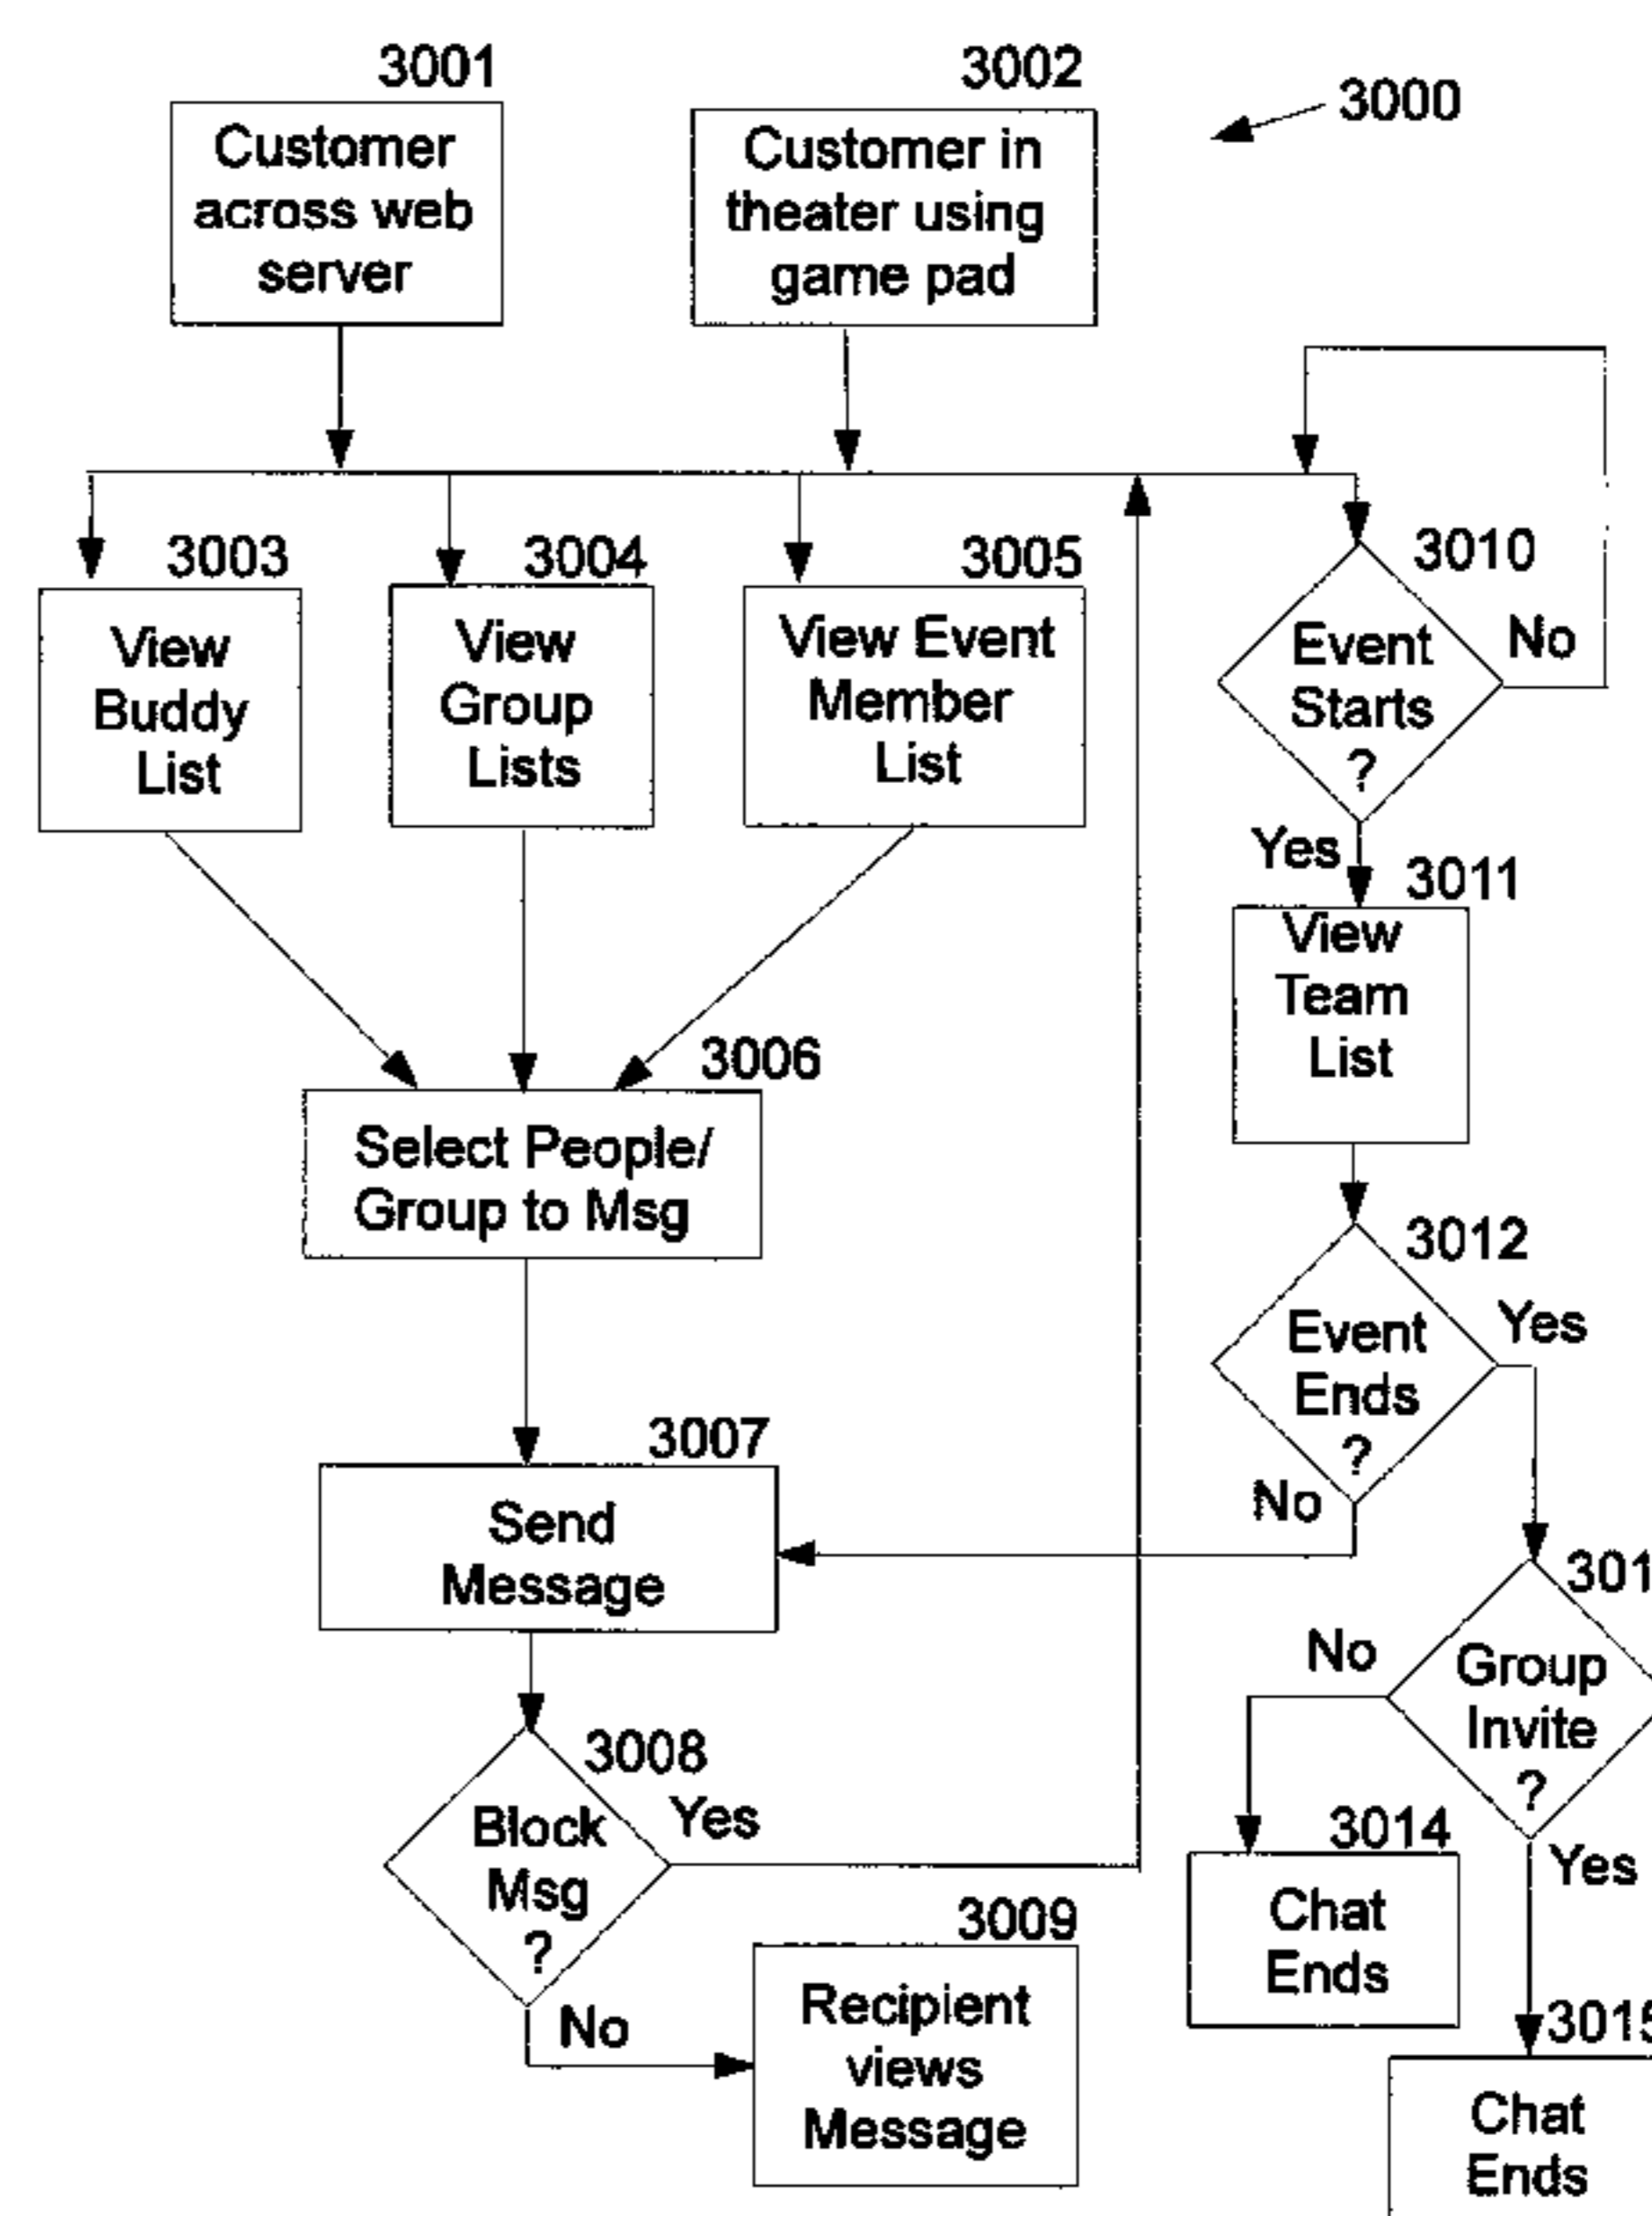 3001
Customer
across web
server
3002
Customer in
theater using
game pad
3000
3003
View
Buddy
List
3004
View
Group
Lists
3005
View Event
Member
List
3010
Event
Starts
?
No
Yes
3011
View
Team
List
3006
Select People/
Group to Msg
3012
Event
Ends
?
Yes
No
3007
Send
Message
301
Group
Invite
?
No
Yes
3008
Block
Msg
?
Yes
No
3009
Recipient
views
Message
3014
Chat
Ends
3015
Chat
Ends